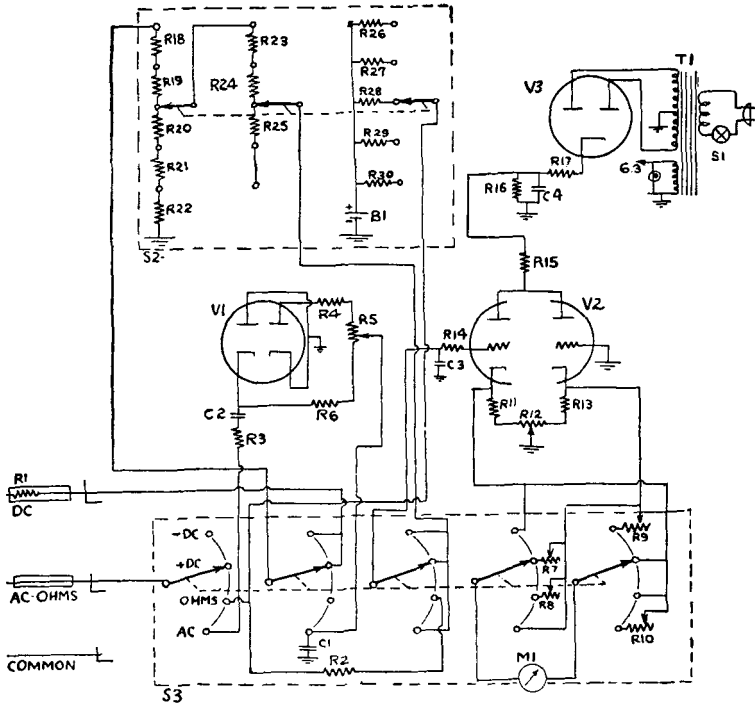 R18
R23
R26
R19
R24
R27
R28
R20
R25
R29
R21
R30
R22
B1
S2
V3
T1
S1
R17
6.3
R16
C4
R15
V1
R4
R5
R6
C2
R3
V2
R14
C3
R11
R12
R13
R1
DC
-DC
+DC
OHMS
AC
AC-OHMS
COMMON
C1
R2
R7
R8
R9
R10
M1
S3